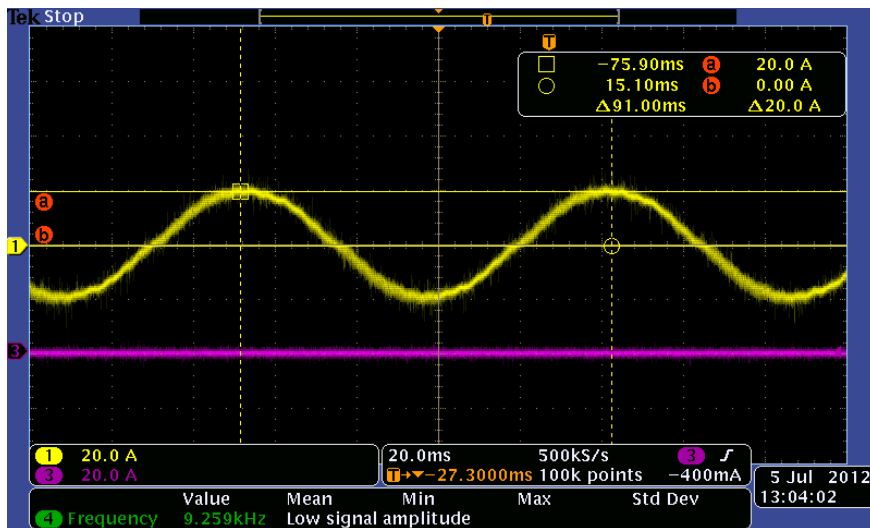 Tek Stop
T
T
−75.90ms a 20.0 A
15.10ms b 0.00 A
Δ91.00ms Δ20.0 A
a
b
1
3
1 20.0 A
3 20.0 A
20.0ms 500kS/s 3
T→▼−27.3000ms 100k points −400mA
5 Jul 2012
13:04:02
Value Mean Min Max Std Dev
4 Frequency 9.259kHz Low signal amplitude